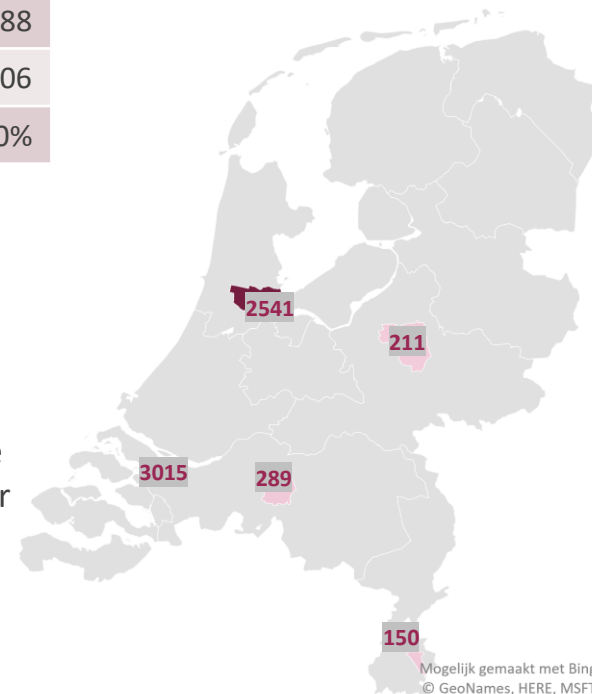 88
06
0%
2541
211
e
3015
289
r
150
Mogelijk gemaakt met Bing
© GeoNames, HERE, MSFT